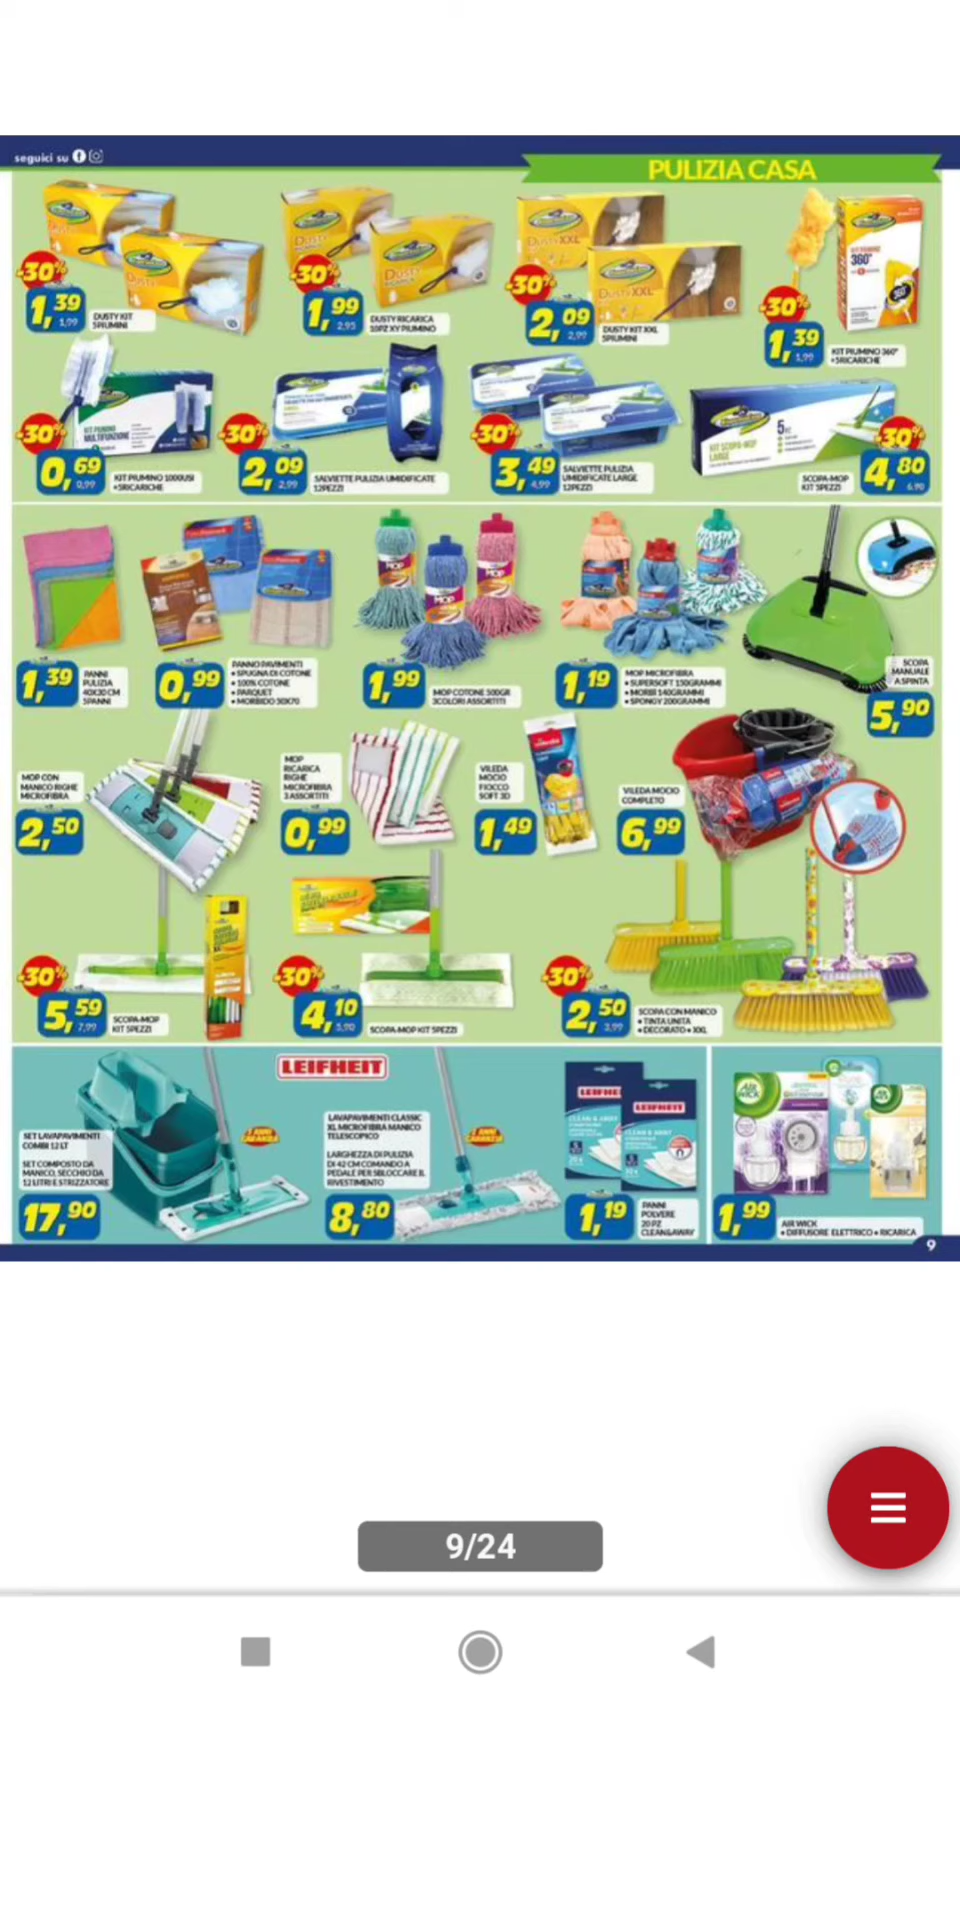 seguici su
PULIZIA CASA
-30%
1,39
1,99
DUSTY KIT
5PIUMINI
-30%
1,99
2,95
DUSTY RICARICA
10PZ XY PIUMINO
-30%
2,09
2,99
DUSTY KIT XXL
5PIUMINI
-30%
1,39
1,99
KIT PIUMINO 360°
+5RICARICHE
-30%
0,69
0,99
KIT PIUMINO 1000USI
+5RICARICHE
-30%
2,09
2,99
SALVIETTE PULIZIA UMIDIFICATE
12PEZZI
-30%
3,49
4,99
SALVIETTE PULIZIA
UMIDIFICATE LARGE
12PEZZI
-30%
4,80
6,90
SCOPA-MOP
KIT 5PEZZI
1,39
PANNI
PULIZIA
40X30 CM
5PANNI
0,99
PANNO PAVIMENTI
• SPUGNA DI COTONE
• 100% COTONE
• PARQUET
• MORBIDO 50X70
1,99
MOP COTONE 300GR
3COLORI ASSORTITI
1,19
MOP MICROFIBRA
• SUPERSOFT 150GRAMMI
• MORBI 140GRAMMI
• SPONGY 200GRAMMI
SCOPA
MANUALE
A SPINTA
5,90
MOP CON
MANICO RIGHE
MICROFIBRA
2,50
MOP
RICARICA
RIGHE
MICROFIBRA
3 ASSORTITI
0,99
VILEDA
MOCIO
FIOCCO
SOFT 3D
1,49
VILEDA MOCIO
COMPLETO
6,99
-30%
5,59
7,99
SCOPA-MOP
KIT 5PEZZI
-30%
4,10
5,90
SCOPA-MOP KIT 5PEZZI
-30%
2,50
3,99
SCOPA CON MANICO
• TINTA UNITA
• DECORATO • XXL
LEIFHEIT
SET LAVAPAVIMENTI
COMBI 12 LT
SET COMPOSTO DA
MANICO, SECCHIO DA
12 LITRI E STRIZZATORE
17,90
LAVAPAVIMENTI CLASSIC
XL MICROFIBRA MANICO
TELESCOPICO
LARGHEZZA DI PULIZIA
DI 42 CM COMANDO A
PEDALE PER SBLOCCARE IL
RIVESTIMENTO
8,80
LEIFHEIT
CLEAN & AWAY
1,19
PANNI
POLVERE
20 PZ
CLEAN&AWAY
AIR WICK
1,99
AIR WICK
• DIFFUSORE ELETTRICO • RICARICA
9
9/24